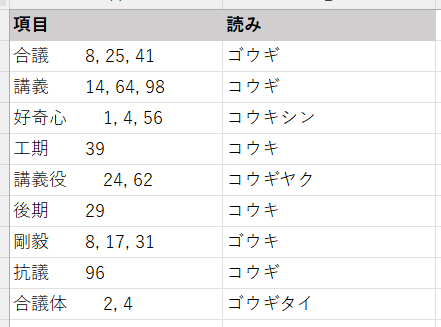 項目 読み
合議 8, 25, 41 ゴウギ
講義 14, 64, 98 コウギ
好奇心 1, 4, 56 コウキシン
工期 39 コウキ
講義役 24, 62 コウギヤク
後期 29 コウキ
剛毅 8, 17, 31 ゴウキ
抗議 96 コウギ
合議体 2, 4 ゴウギタイ